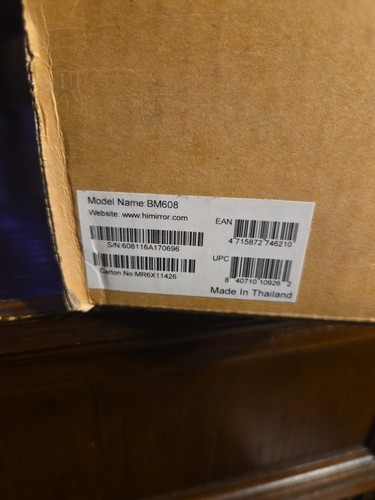 Model Name:BM608
Website: www.himirror.com
S/N:608116A170696
Carton No:MR6X11426
EAN
4 715872 746210
UPC
8 40710 10926 2
Made In Thailand